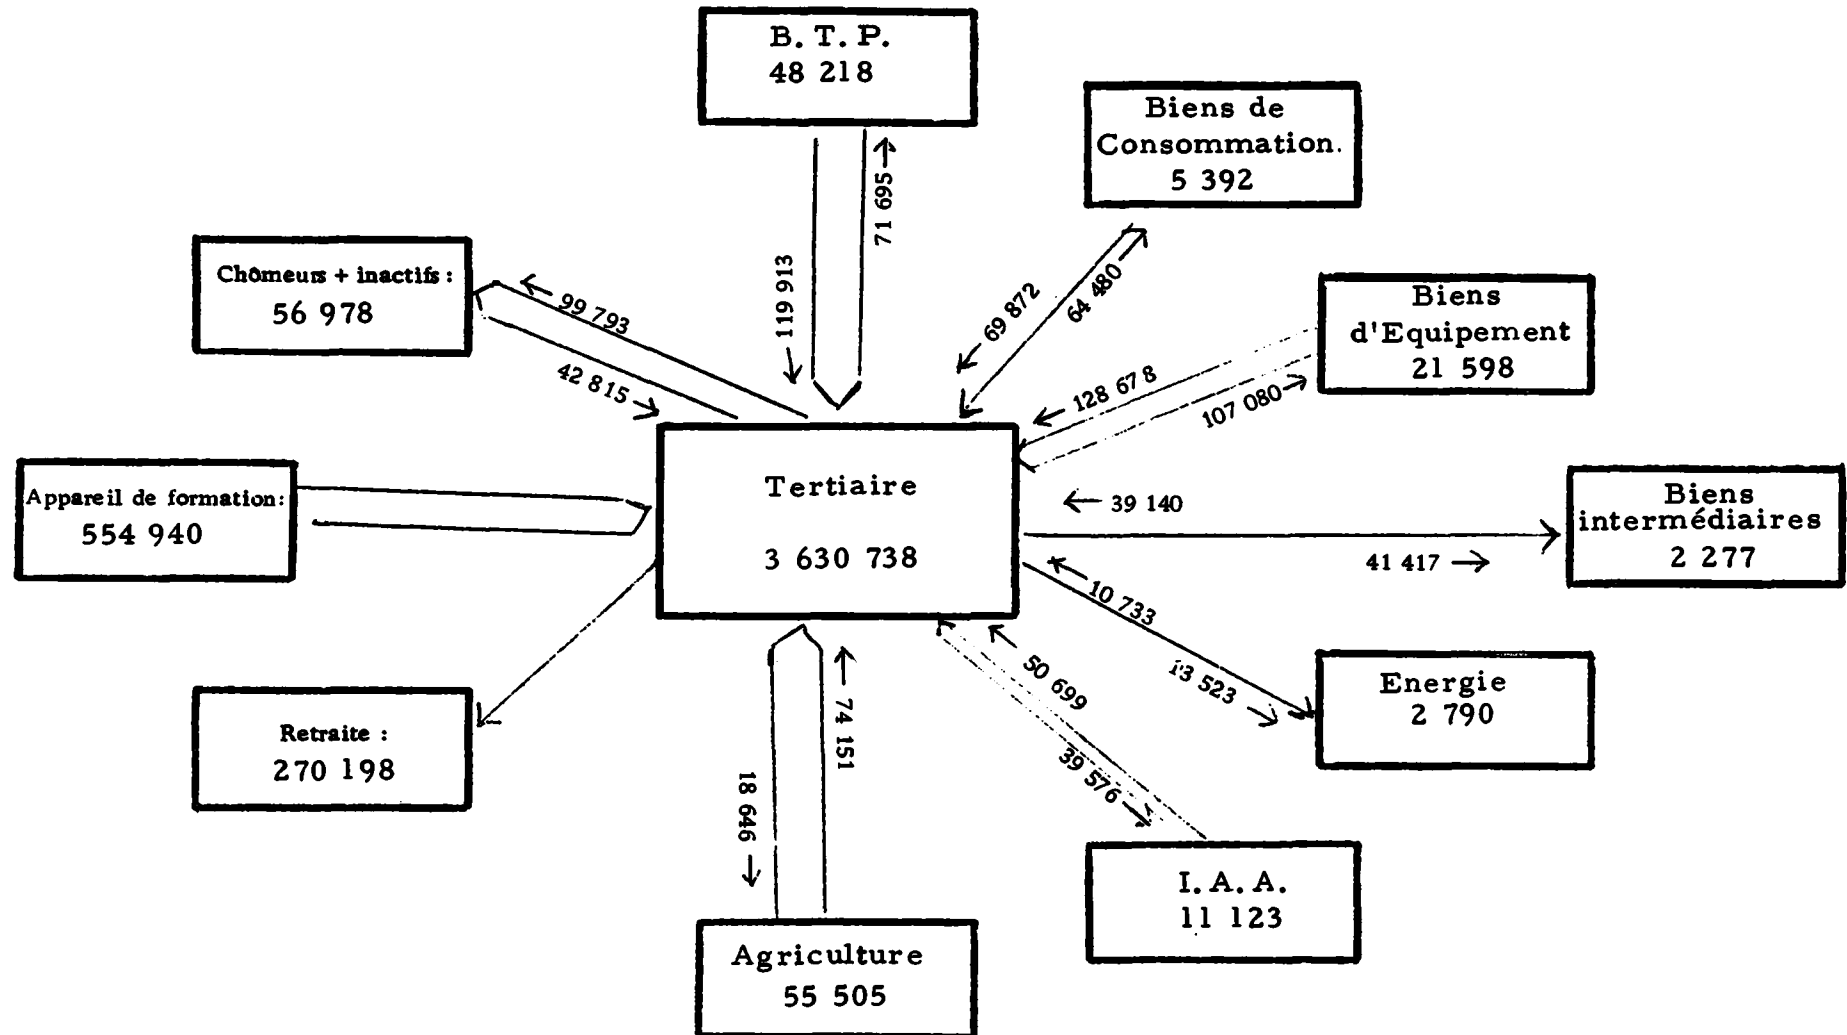 B. T. P.
48 218
Biens de
Consommation.
5 392
71 695 →
119 913
←
Chômeurs + inactifs :
56 978
← 99 793
42 815 →
← 69 872
64 480 →
Biens
d'Equipement
21 598
← 128 678
107 080 →
Appareil de formation:
554 940
Tertiaire
3 630 738
← 39 140
41 417 →
Biens
intermédiaires
2 277
← 10 733
13 523 →
Energie
2 790
Retraite :
270 198
← 50 699
39 576 →
← 74 151
18 646 →
I. A. A.
11 123
Agriculture
55 505